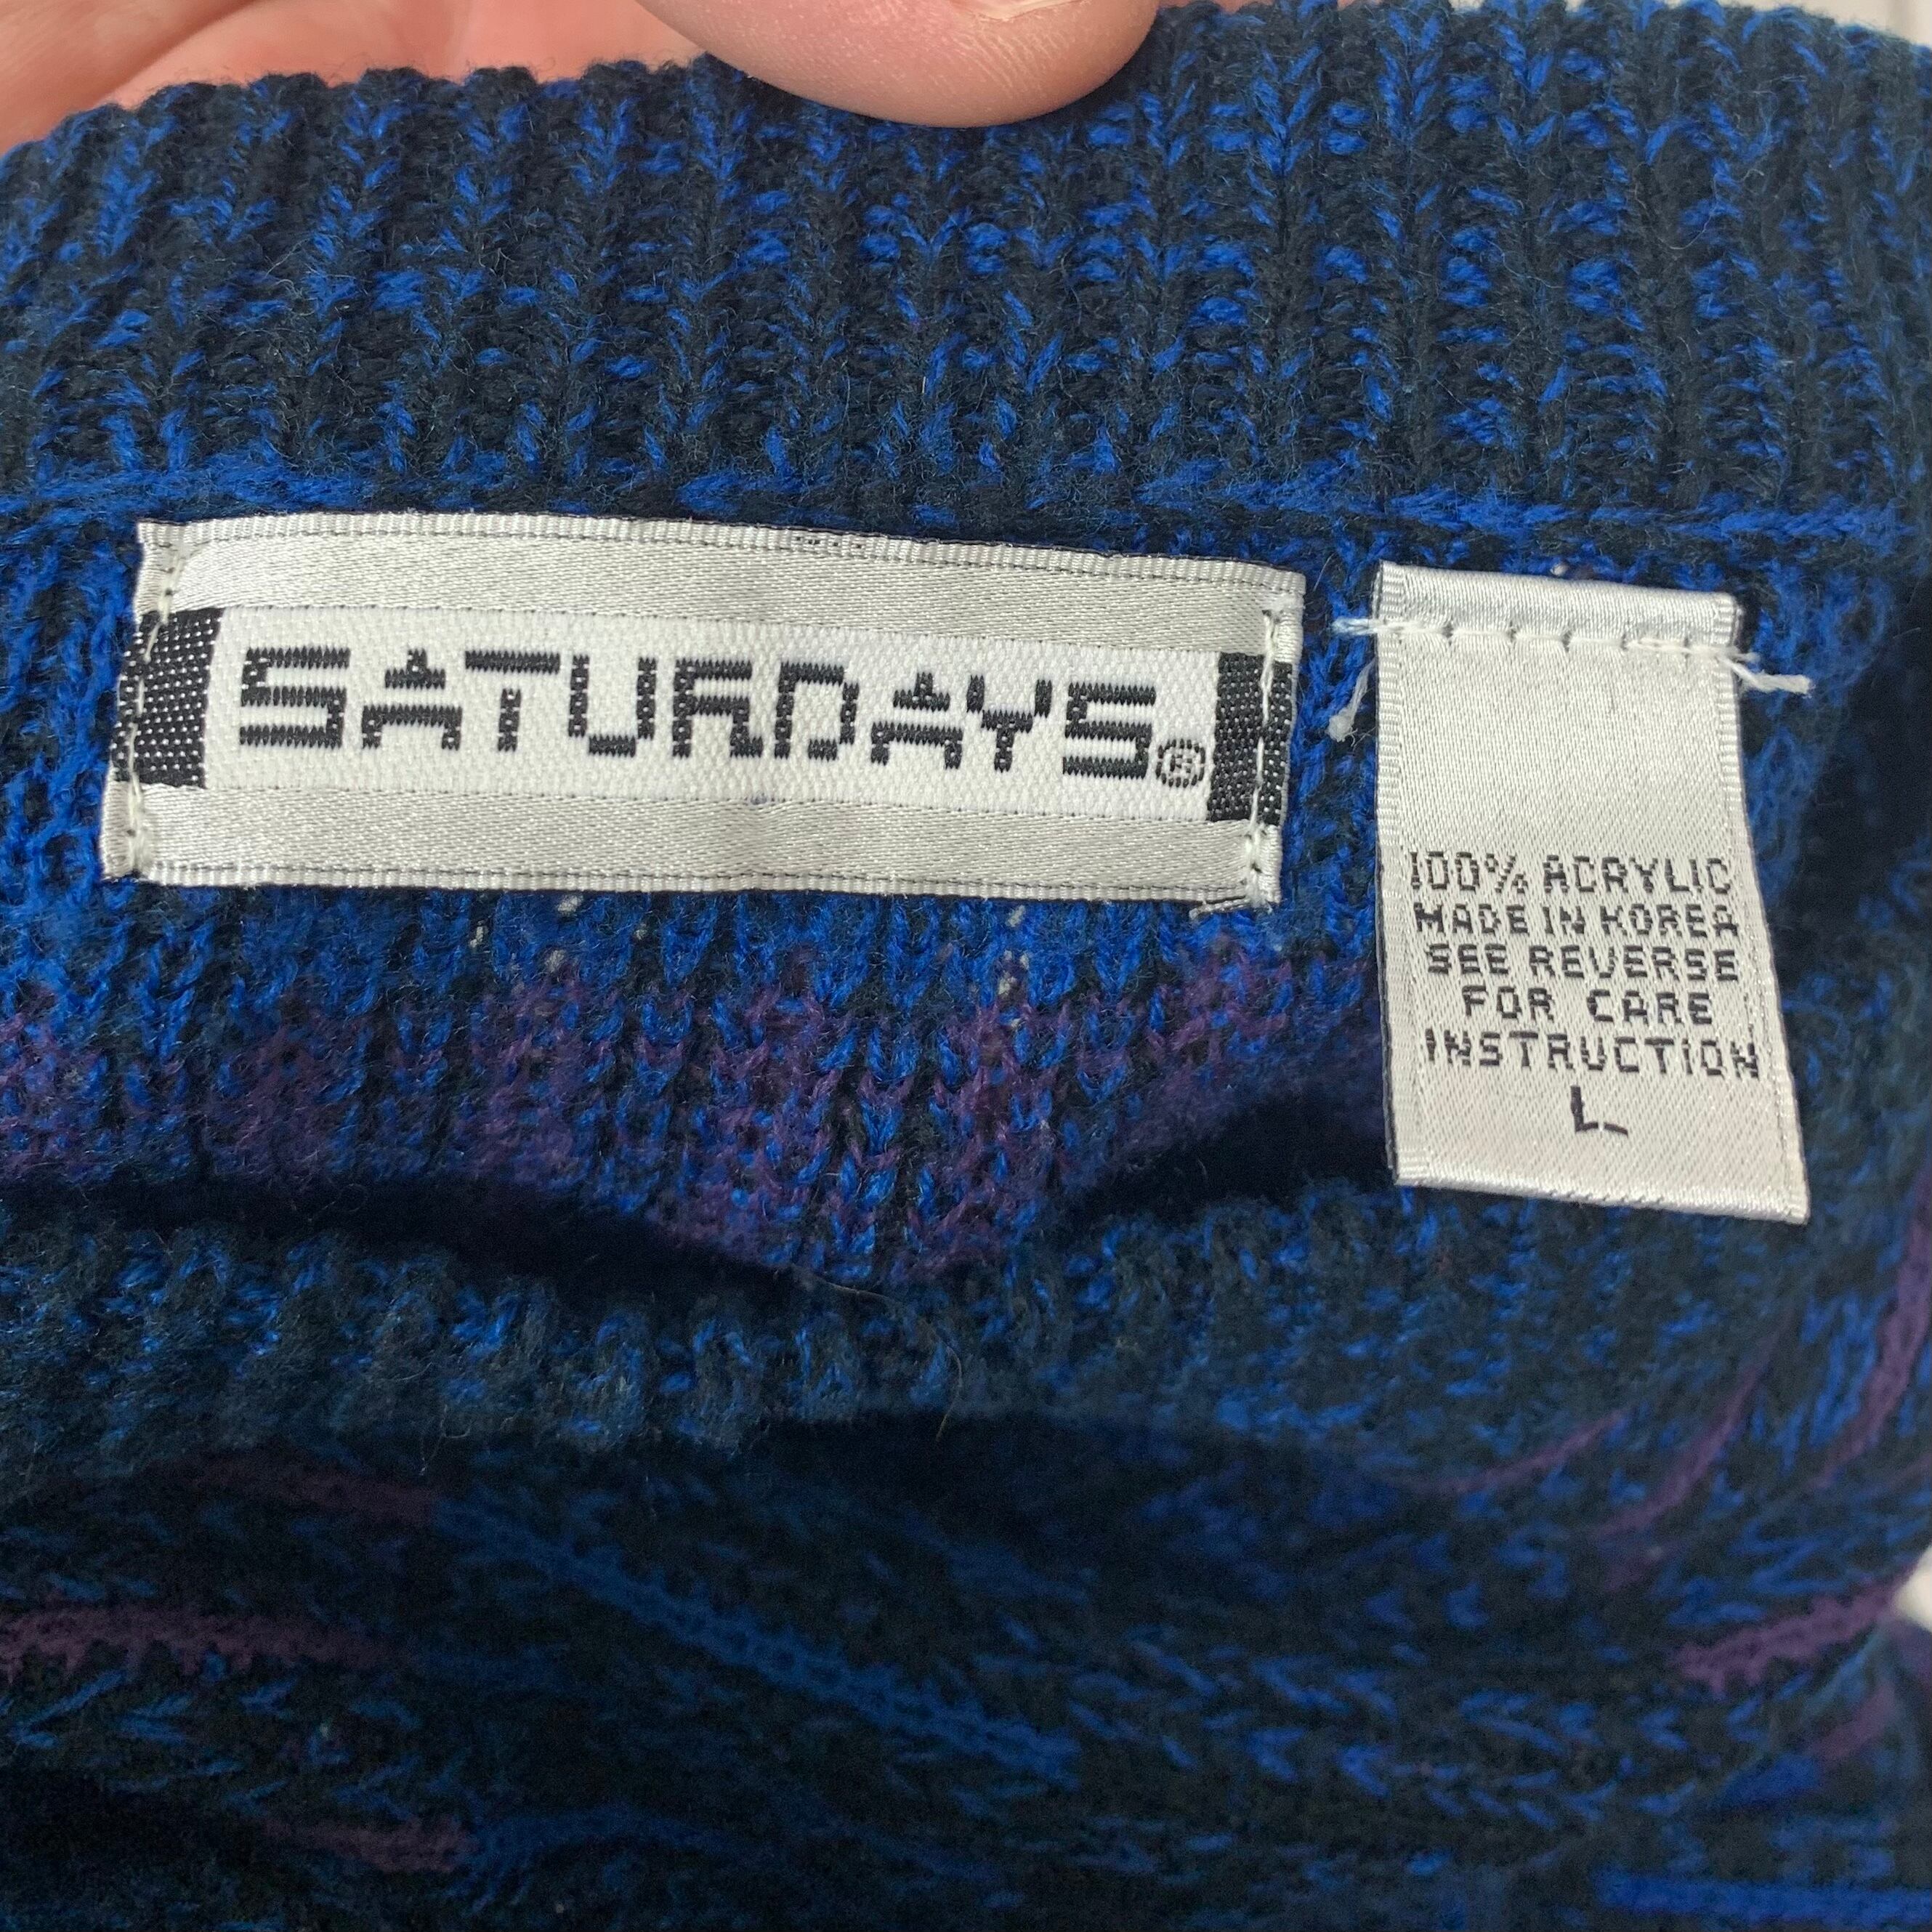 SATURDAYS®
100% ACRYLIC
MADE IN KOREA
SEE REVERSE
FOR CARE
INSTRUCTION
L